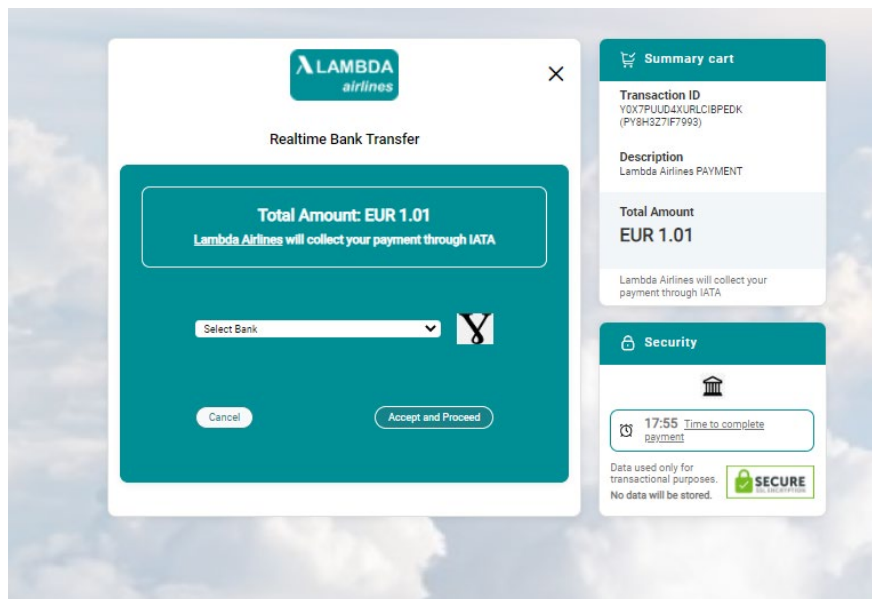 LAMBDA
airlines
Realtime Bank Transfer
Total Amount: EUR 1.01
Lambda Airlines will collect your payment through IATA
Select Bank
Cancel
Accept and Proceed
Summary cart
Transaction ID
Y0X7PUUD4XURLCIBPEDK
(PY8H3Z7IF7993)
Description
Lambda Airlines PAYMENT
Total Amount
EUR 1.01
Lambda Airlines will collect your
payment through IATA
Security
17:55 Time to complete
payment
Data used only for
transactional purposes.
No data will be stored.
SECURE
SSL ENCRYPTION